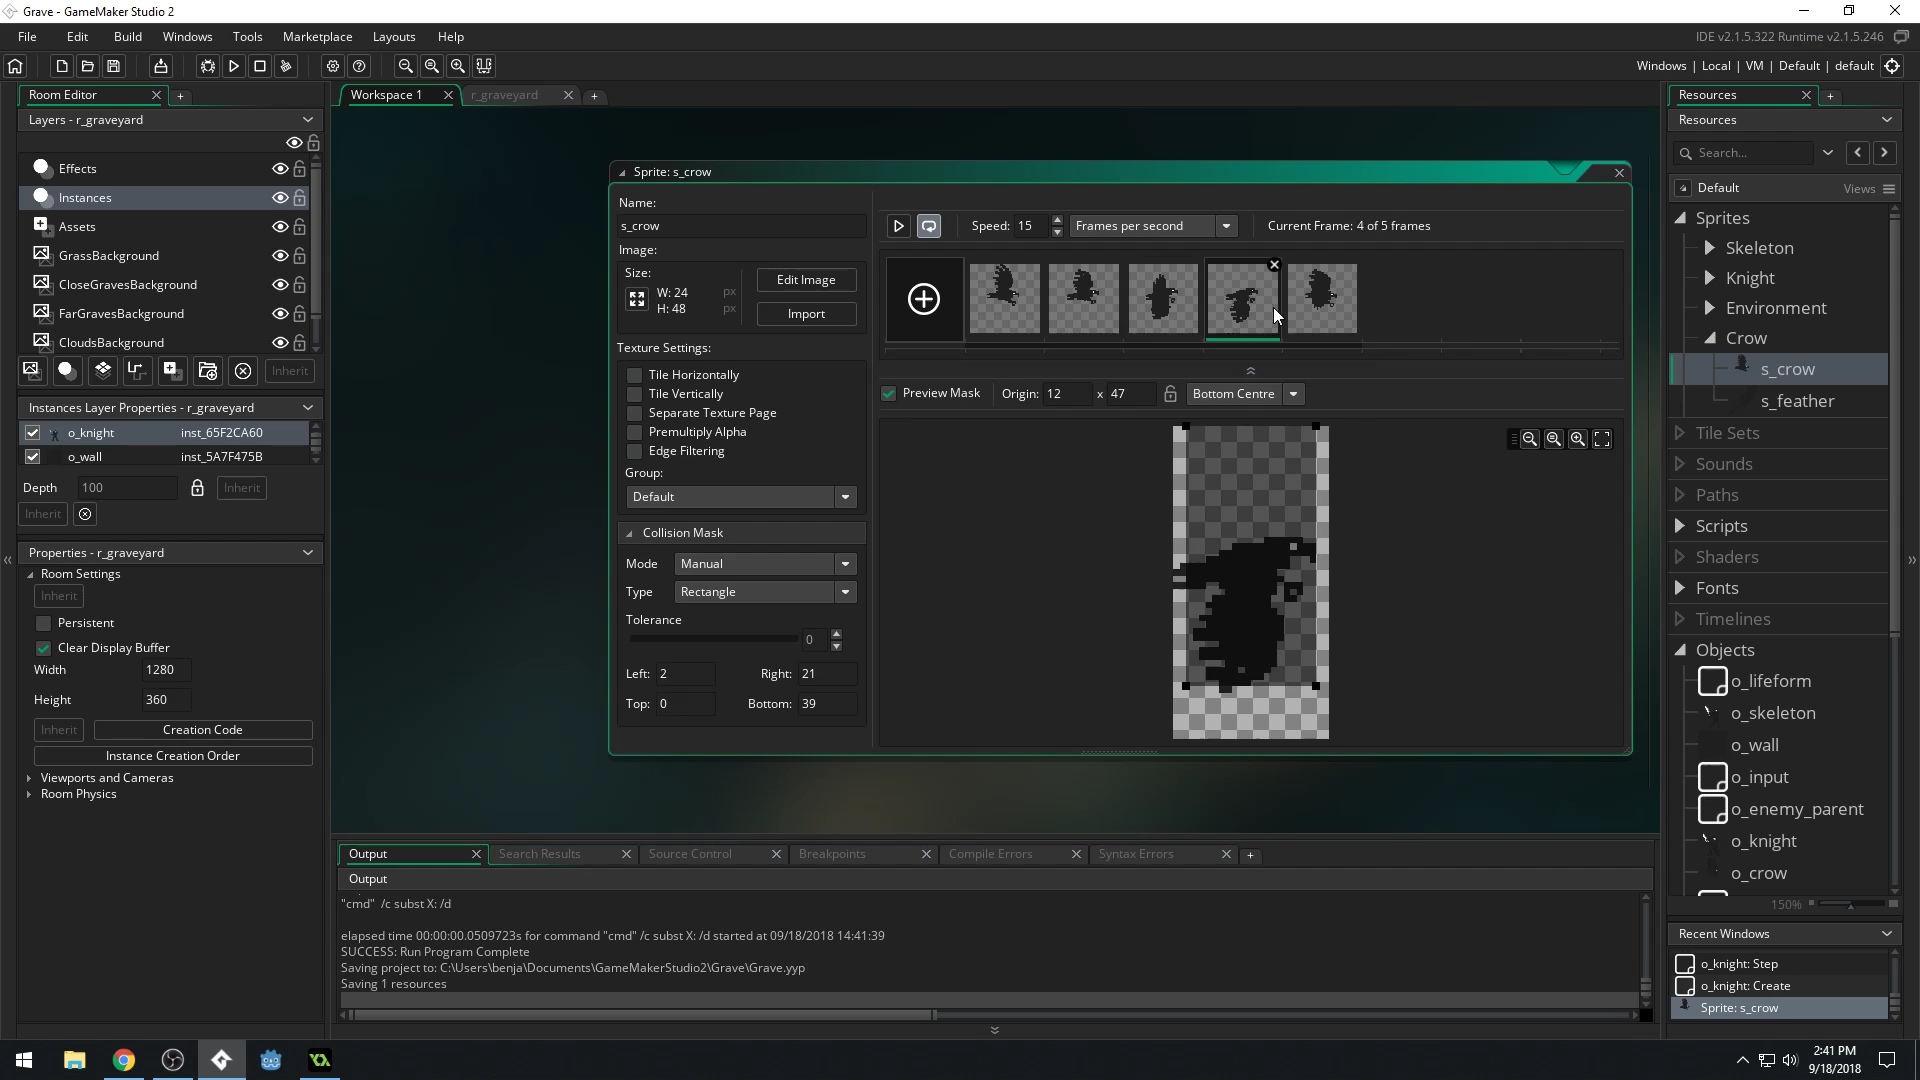 Grave - GameMaker Studio 2
File Edit Build Windows Tools Marketplace Layouts Help
IDE v2.1.5.322 Runtime v2.1.5.246
Windows | Local | VM | Default | default
Room Editor
Layers - r_graveyard
Effects
Instances
Assets
GrassBackground
CloseGravesBackground
FarGravesBackground
CloudsBackground
Inherit
Instances Layer Properties - r_graveyard
o_knight inst_65F2CA60
o_wall inst_5A7F475B
Depth 100 Inherit
Inherit
Properties - r_graveyard
Room Settings
Inherit
Persistent
Clear Display Buffer
Width 1280
Height 360
Inherit Creation Code
Instance Creation Order
Viewports and Cameras
Room Physics
Workspace 1 r_graveyard
Sprite: s_crow
Name:
s_crow
Image:
Size:
W: 24 px
H: 48 px
Edit Image
Import
Texture Settings:
Tile Horizontally
Tile Vertically
Separate Texture Page
Premultiply Alpha
Edge Filtering
Group:
Default
Collision Mask
Mode Manual
Type Rectangle
Tolerance
0
Left: 2 Right: 21
Top: 0 Bottom: 39
Speed: 15 Frames per second Current Frame: 4 of 5 frames
Preview Mask Origin: 12 x 47 Bottom Centre
Output Search Results Source Control Breakpoints Compile Errors Syntax Errors
Output
"cmd" /c subst X: /d
elapsed time 00:00:00.0509723s for command "cmd" /c subst X: /d started at 09/18/2018 14:41:39
SUCCESS: Run Program Complete
Saving project to: C:\Users\benja\Documents\GameMakerStudio2\Grave\Grave.yyp
Saving 1 resources
Resources
Resources
Search...
Default Views
Sprites
Skeleton
Knight
Environment
Crow
s_crow
s_feather
Tile Sets
Sounds
Paths
Scripts
Shaders
Fonts
Timelines
Objects
o_lifeform
o_skeleton
o_wall
o_input
o_enemy_parent
o_knight
o_crow
150%
Recent Windows
o_knight: Step
o_knight: Create
Sprite: s_crow
2:41 PM
9/18/2018